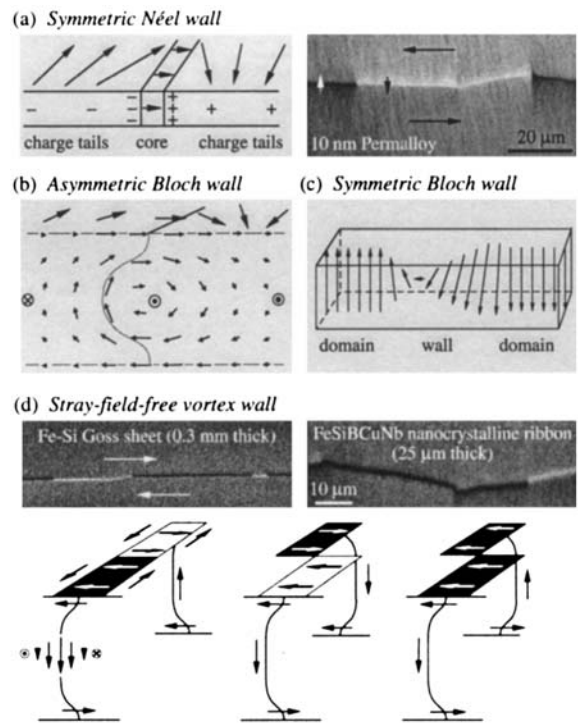 (a) Symmetric Néel wall
charge tails core charge tails
10 nm Permalloy
20 µm
(b) Asymmetric Bloch wall
(c) Symmetric Bloch wall
domain wall domain
(d) Stray-field-free vortex wall
Fe-Si Goss sheet (0.3 mm thick)
FeSiBCuNb nanocrystalline ribbon
(25 µm thick)
10 µm